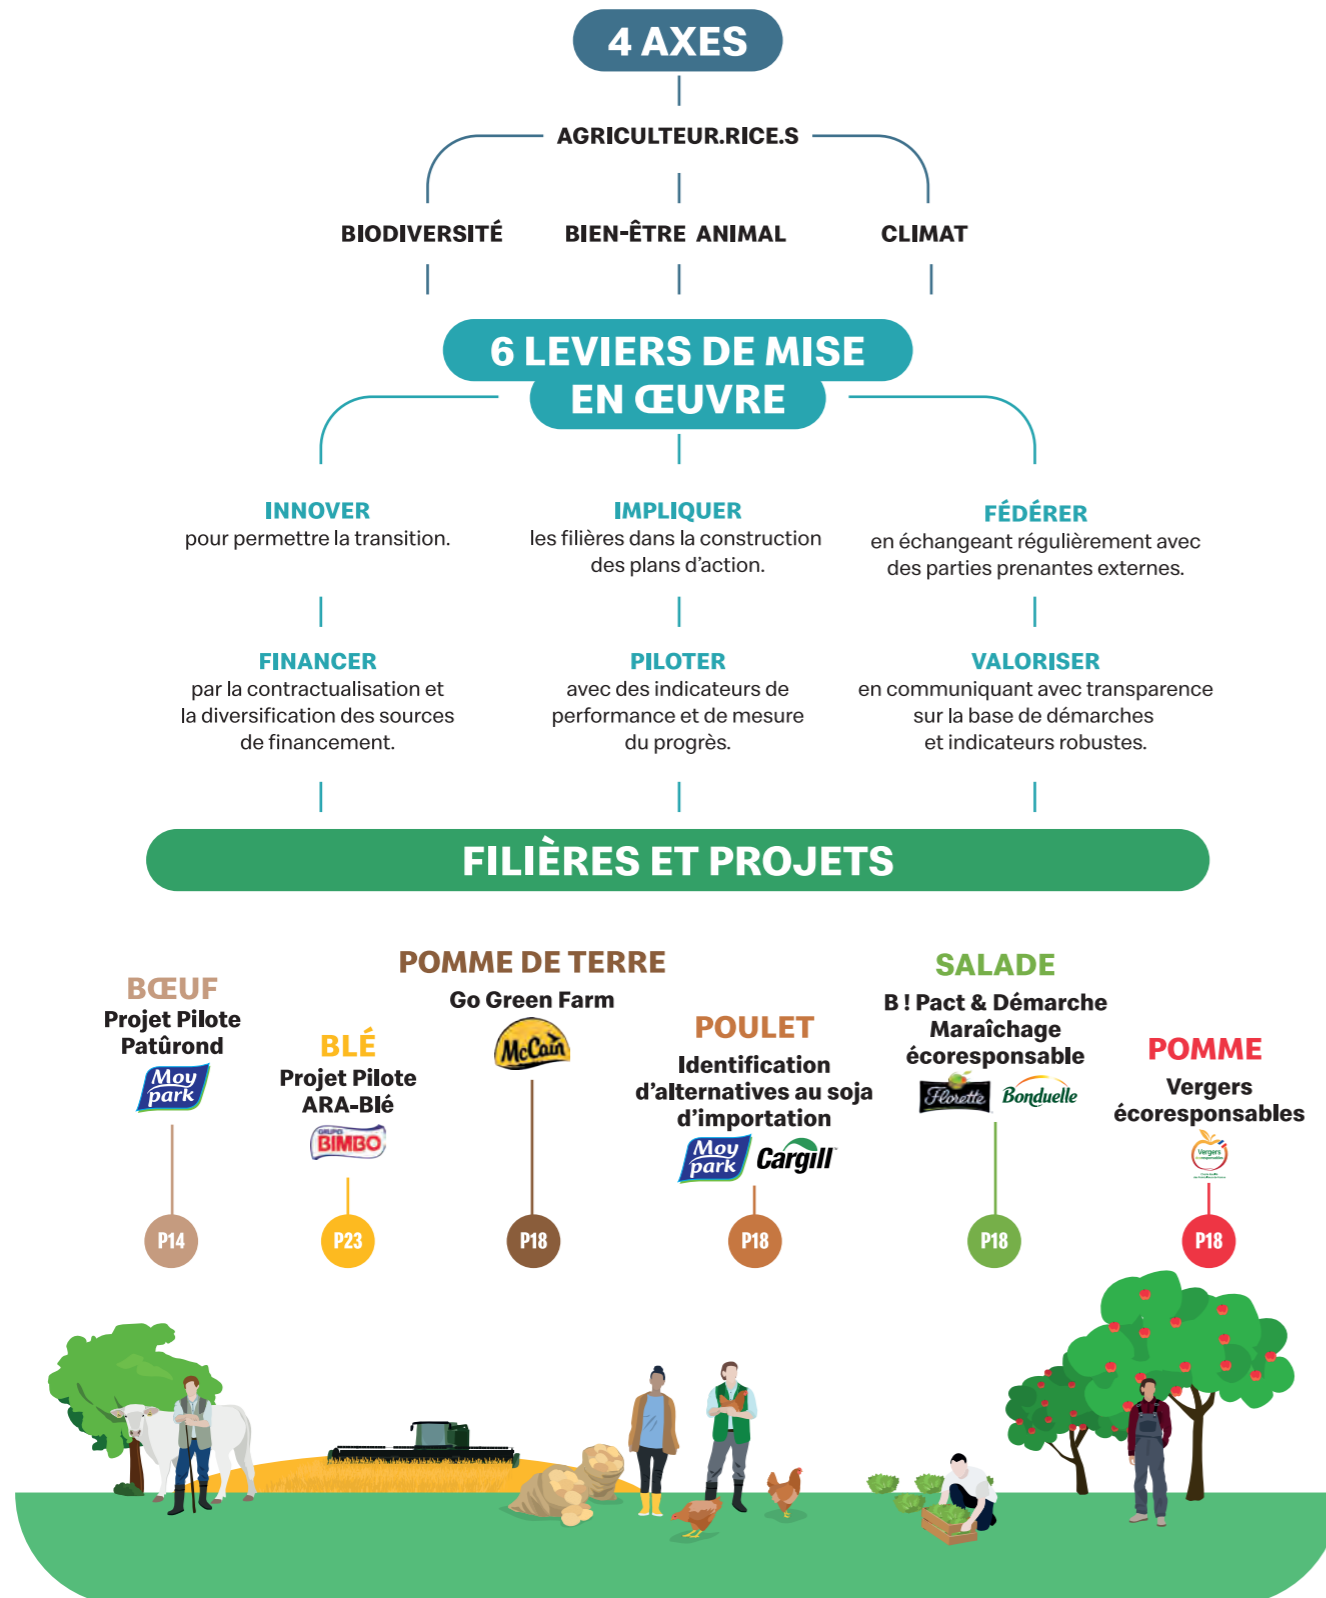 4 AXES
AGRICULTEUR.RICE.S
BIODIVERSITÉ
BIEN-ÊTRE ANIMAL
CLIMAT
6 LEVIERS DE MISE
EN ŒUVRE
INNOVER
pour permettre la transition.
IMPLIQUER
les filières dans la construction
des plans d'action.
FÉDÉRER
en échangeant régulièrement avec
des parties prenantes externes.
FINANCER
par la contractualisation et
la diversification des sources
de financement.
PILOTER
avec des indicateurs de
performance et de mesure
du progrès.
VALORISER
en communiquant avec transparence
sur la base de démarches
et indicateurs robustes.
FILIÈRES ET PROJETS
BŒUF
Projet Pilote
Patûrond
Moy
park
P14
BLÉ
Projet Pilote
ARA-Blé
GRUPO
BIMBO
P23
POMME DE TERRE
Go Green Farm
McCain
P18
POULET
Identification
d'alternatives au soja
d'importation
Moy
park
Cargill
P18
SALADE
B ! Pact & Démarche
Maraîchage
écoresponsable
Florette
Bonduelle
P18
POMME
Vergers
écoresponsables
Vergers
P18